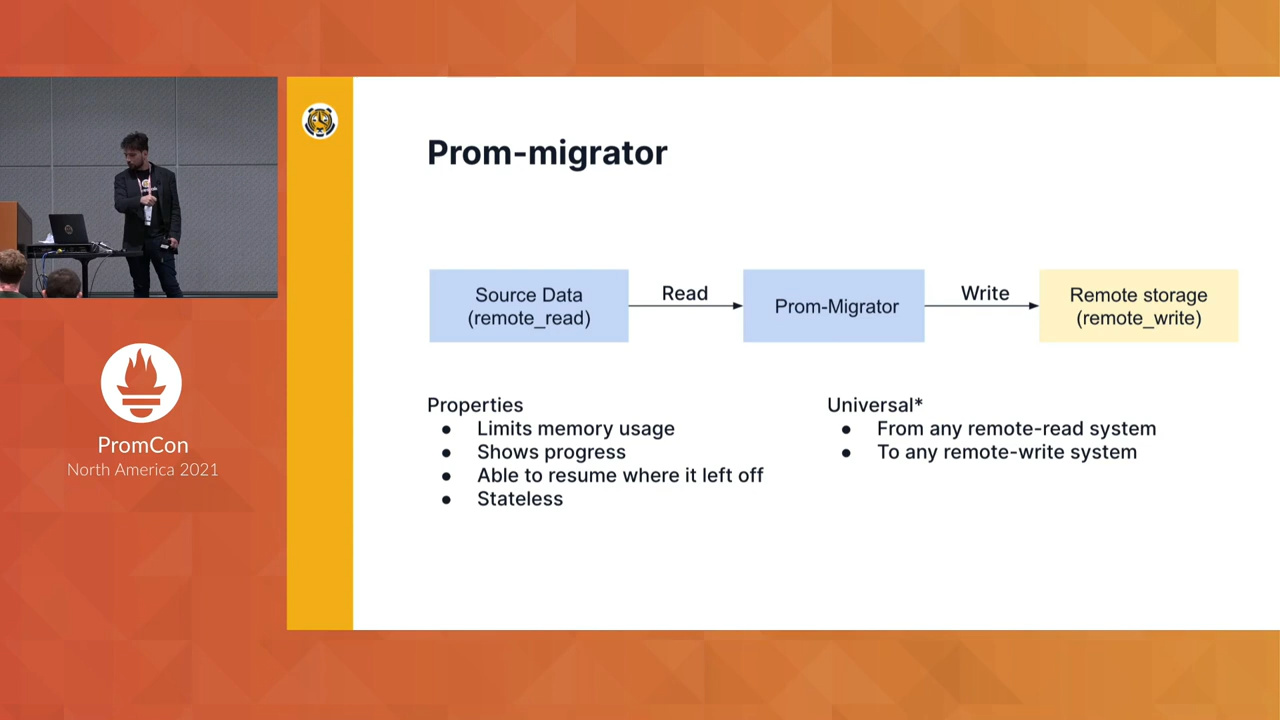 Prom-migrator
Source Data
(remote_read)
Read
Prom-Migrator
Write
Remote storage
(remote_write)
Properties
● Limits memory usage
● Shows progress
● Able to resume where it left off
● Stateless
Universal*
● From any remote-read system
● To any remote-write system
PromCon
North America 2021